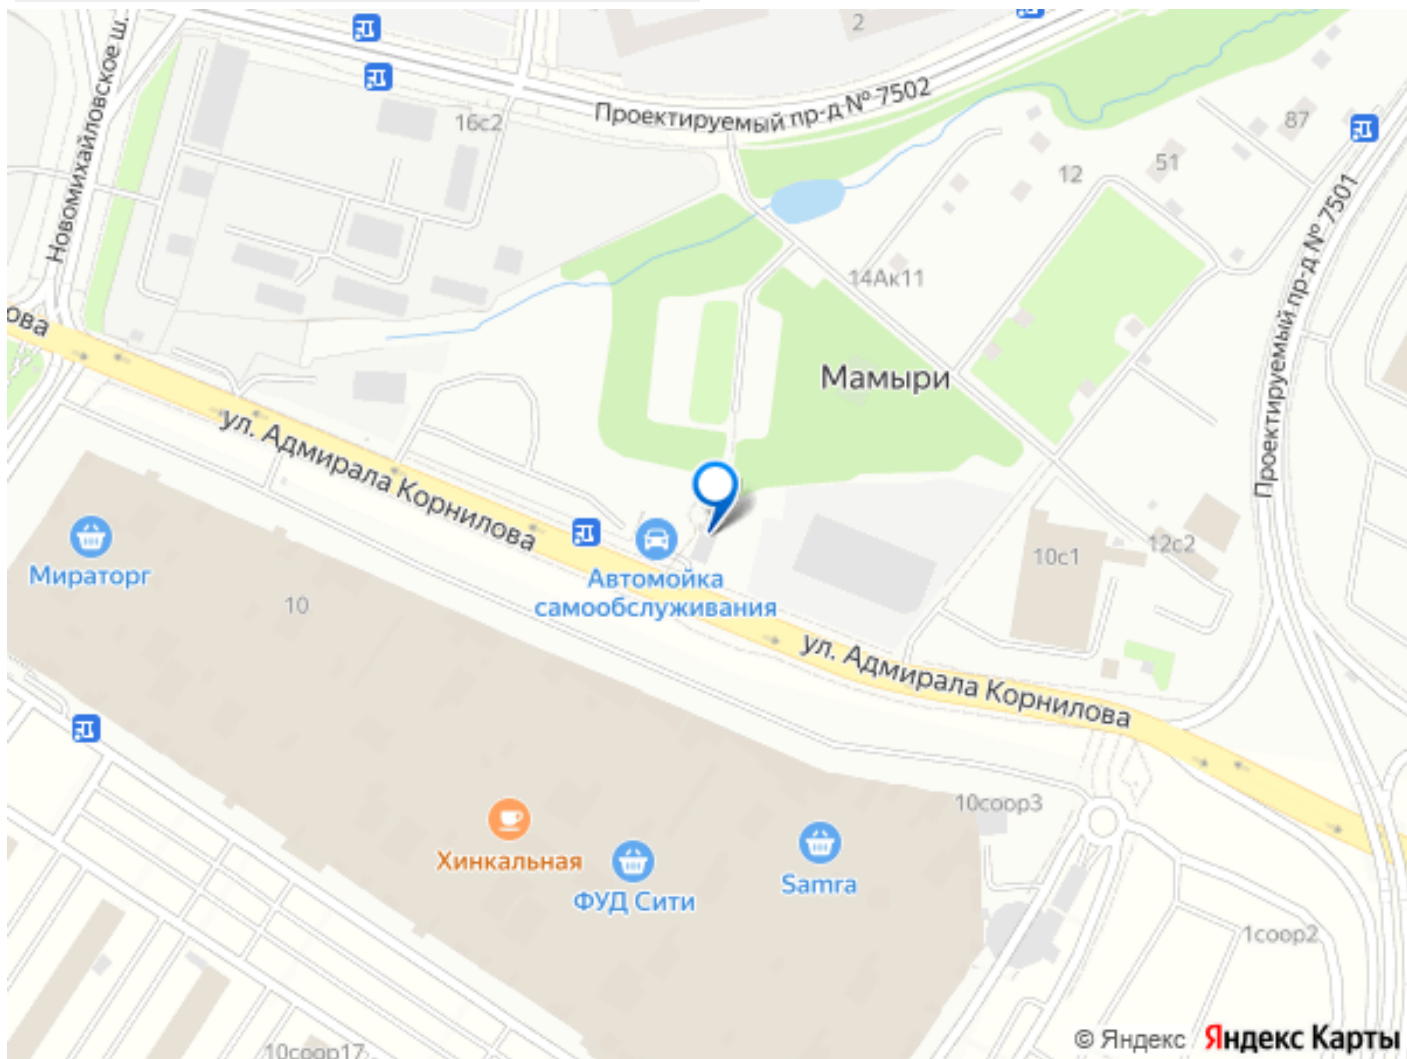 2
Новомихайловское ш.
16с2
Проектируемый пр-д № 7502
87
51
12
Проектируемый пр-д № 7501
14Ак11
ова
Мамыри
ул. Адмирала Корнилова
Мираторг
Автомойка
самообслуживания
10с1
12с2
10
ул. Адмирала Корнилова
10соор3
Хинкальная
ФУД Сити
Samra
1соор2
10соор17
© Яндекс Яндекс Карты